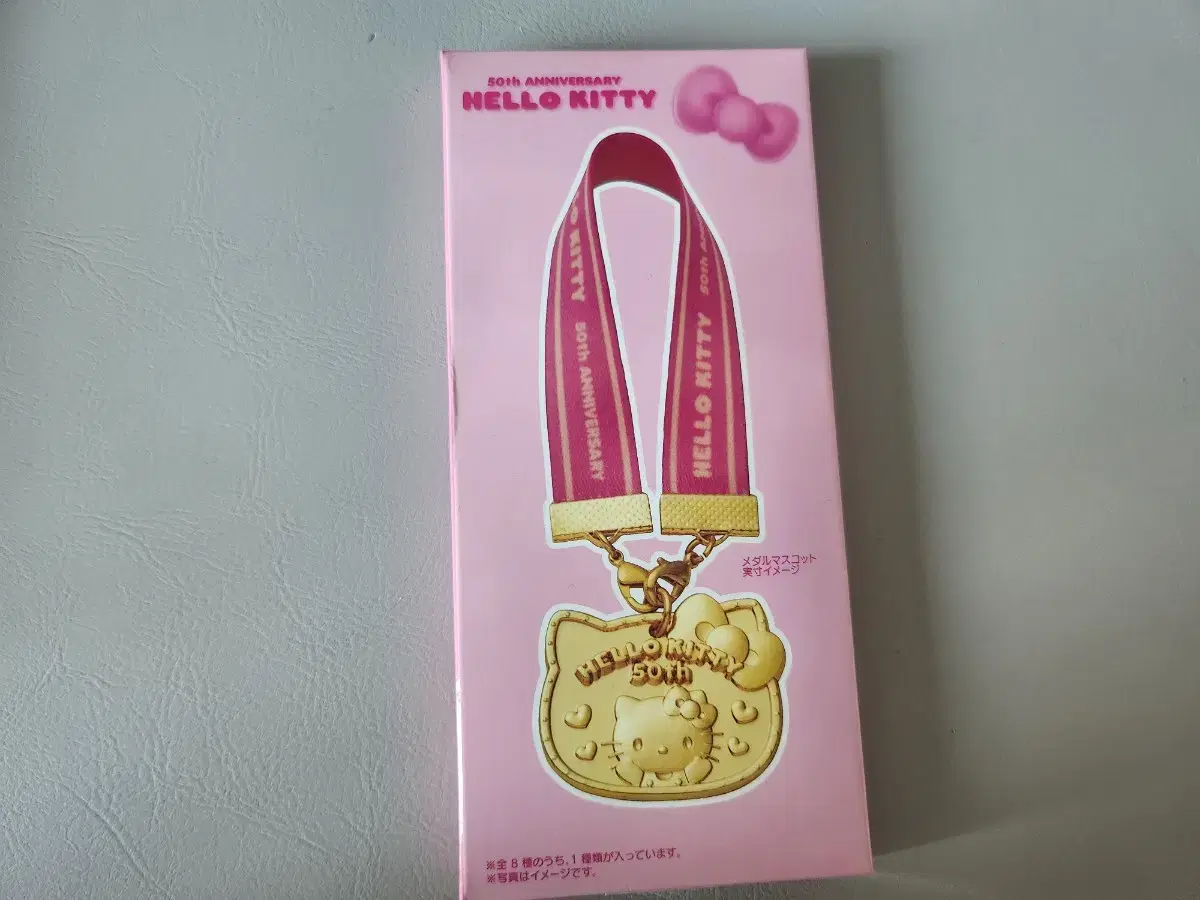 50th ANNIVERSARY
HELLO KITTY
O KITTY 50th ANNIVERSARY
HELLO KITTY 50th AN
メダルマスコット
実寸イメージ
HELLO KITTY
50th
※全8種のうち、1種類が入っています。
※写真はイメージです。